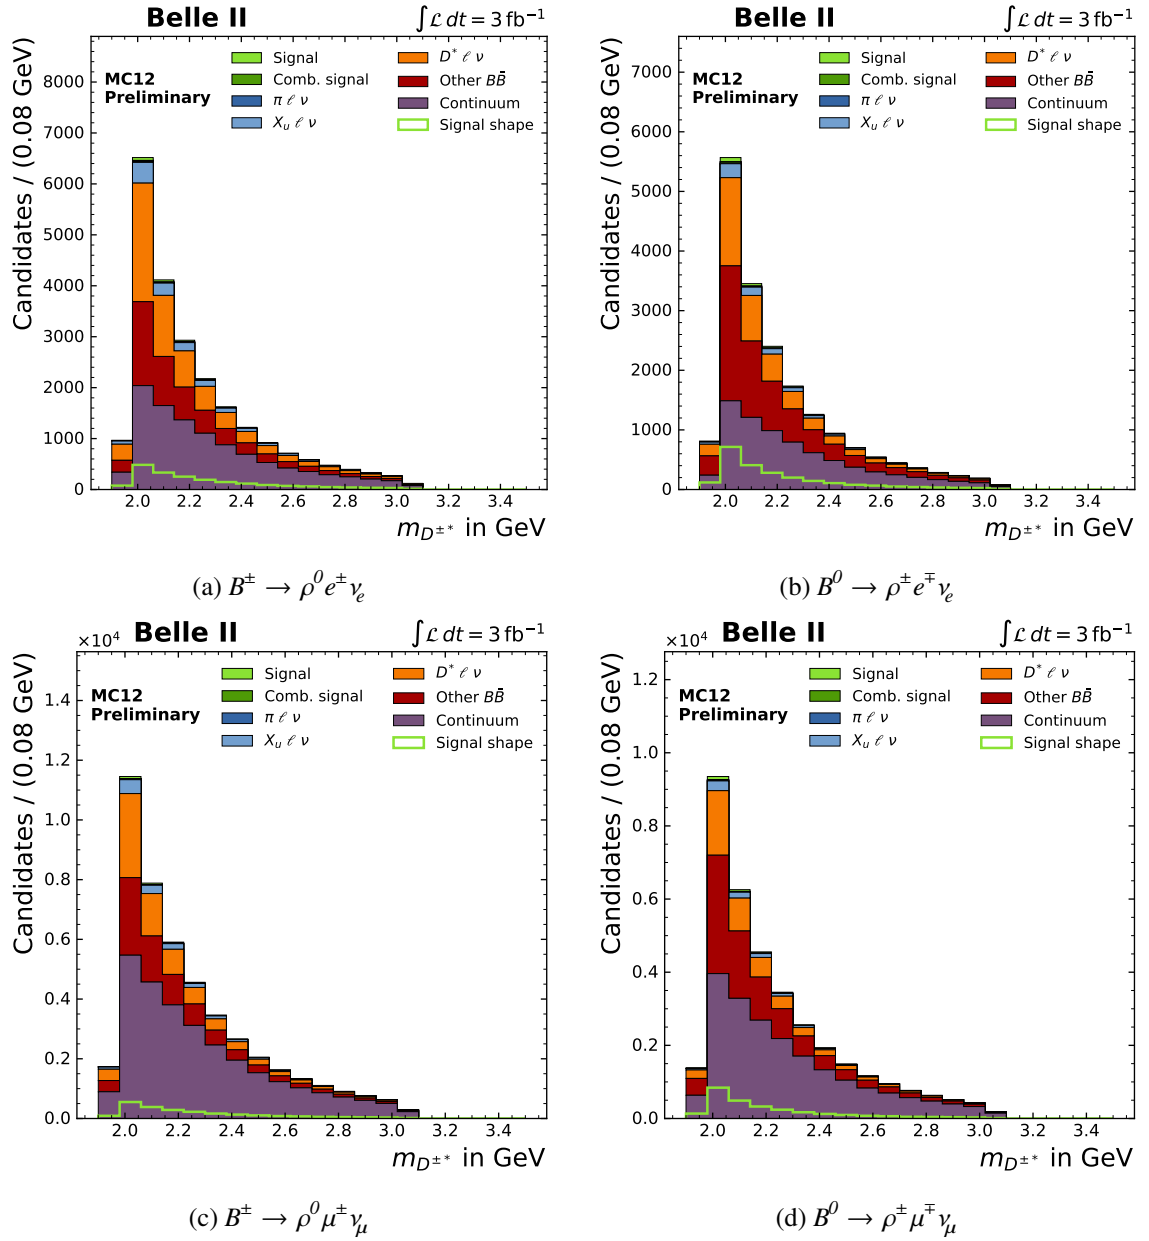 Belle II
∫ ℒ dt = 3 fb⁻¹
MC12
Preliminary
Signal
Comb. signal
π ℓ ν
Xᵤ ℓ ν
D* ℓ ν
Other BB̄
Continuum
Signal shape
Candidates / (0.08 GeV)
8000
7000
6000
5000
4000
3000
2000
1000
0
2.0 2.2 2.4 2.6 2.8 3.0 3.2 3.4
m_{D±*} in GeV
(a) B± → ρ⁰e±νₑ
Belle II
∫ ℒ dt = 3 fb⁻¹
MC12
Preliminary
Signal
Comb. signal
π ℓ ν
Xᵤ ℓ ν
D* ℓ ν
Other BB̄
Continuum
Signal shape
Candidates / (0.08 GeV)
7000
6000
5000
4000
3000
2000
1000
0
2.0 2.2 2.4 2.6 2.8 3.0 3.2 3.4
m_{D±*} in GeV
(b) B⁰ → ρ±e∓νₑ
×10⁴
Belle II
∫ ℒ dt = 3 fb⁻¹
MC12
Preliminary
Signal
Comb. signal
π ℓ ν
Xᵤ ℓ ν
D* ℓ ν
Other BB̄
Continuum
Signal shape
Candidates / (0.08 GeV)
1.4
1.2
1.0
0.8
0.6
0.4
0.2
0.0
2.0 2.2 2.4 2.6 2.8 3.0 3.2 3.4
m_{D±*} in GeV
(c) B± → ρ⁰μ±ν_μ
×10⁴
Belle II
∫ ℒ dt = 3 fb⁻¹
MC12
Preliminary
Signal
Comb. signal
π ℓ ν
Xᵤ ℓ ν
D* ℓ ν
Other BB̄
Continuum
Signal shape
Candidates / (0.08 GeV)
1.2
1.0
0.8
0.6
0.4
0.2
0.0
2.0 2.2 2.4 2.6 2.8 3.0 3.2 3.4
m_{D±*} in GeV
(d) B⁰ → ρ±μ∓ν_μ